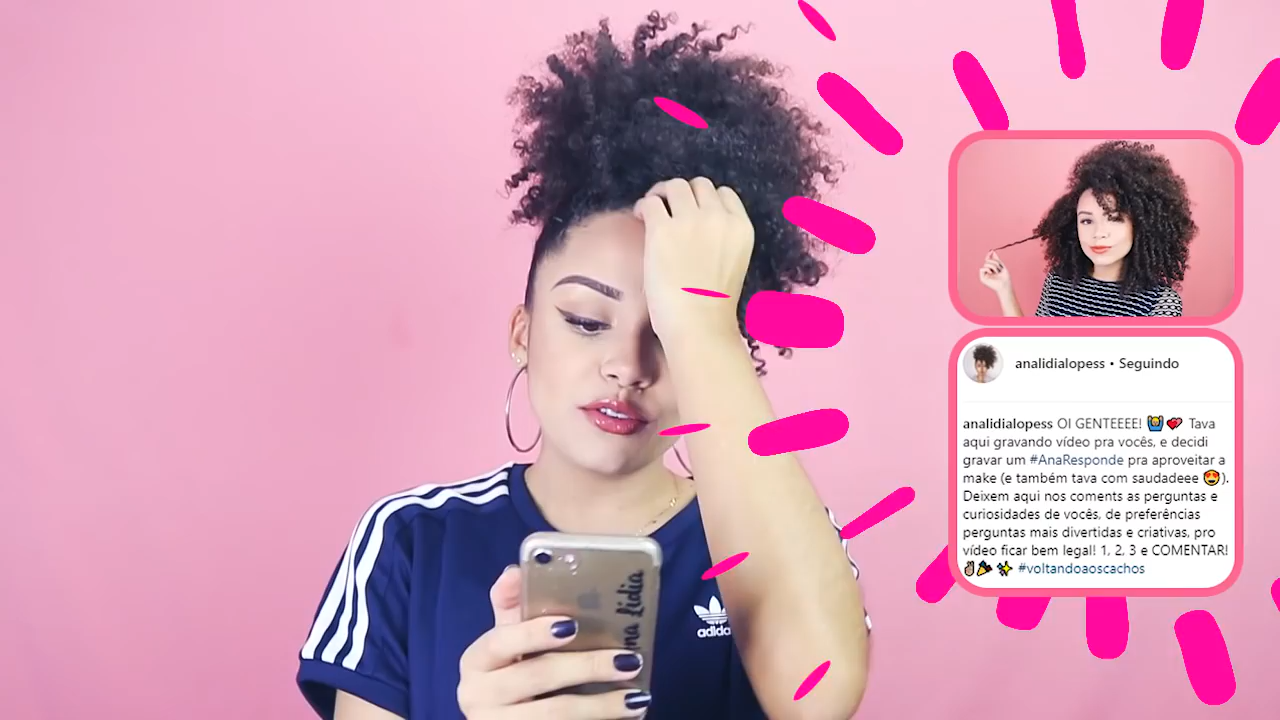 analidialopess • Seguindo
analidialopess OI GENTEEEE! 🙌💕 Tava
aqui gravando vídeo pra vocês, e decidi
gravar um #AnaResponde pra aproveitar a
make (e também tava com saudadeee 😍).
Deixem aqui nos coments as perguntas e
curiosidades de vocês, de preferências
perguntas mais divertidas e criativas, pro
vídeo ficar bem legal! 1, 2, 3 e COMENTAR!
✌🏽🎉✨ #voltandoaoscachos
Lidia
adidas